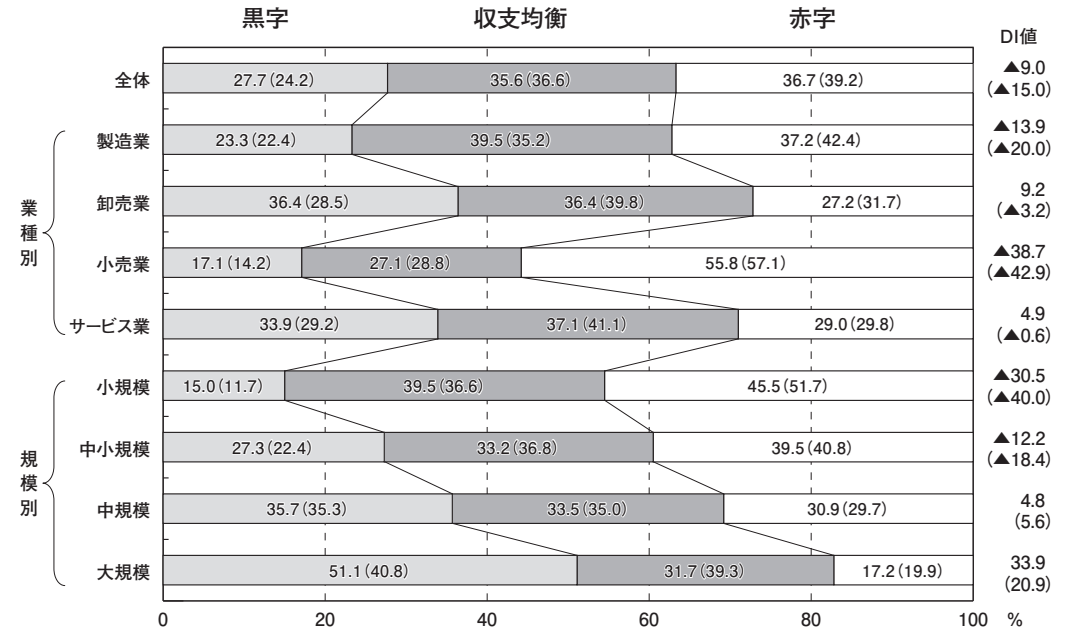 黒字 収支均衡 赤字
DI値
全体 27.7(24.2) 35.6(36.6) 36.7(39.2) ▲9.0
(▲15.0)
業種別
製造業 23.3(22.4) 39.5(35.2) 37.2(42.4) ▲13.9
(▲20.0)
卸売業 36.4(28.5) 36.4(39.8) 27.2(31.7) 9.2
(▲3.2)
小売業 17.1(14.2) 27.1(28.8) 55.8(57.1) ▲38.7
(▲42.9)
サービス業 33.9(29.2) 37.1(41.1) 29.0(29.8) 4.9
(▲0.6)
規模別
小規模 15.0(11.7) 39.5(36.6) 45.5(51.7) ▲30.5
(▲40.0)
中小規模 27.3(22.4) 33.2(36.8) 39.5(40.8) ▲12.2
(▲18.4)
中規模 35.7(35.3) 33.5(35.0) 30.9(29.7) 4.8
(5.6)
大規模 51.1(40.8) 31.7(39.3) 17.2(19.9) 33.9
(20.9)
0 20 40 60 80 100 %